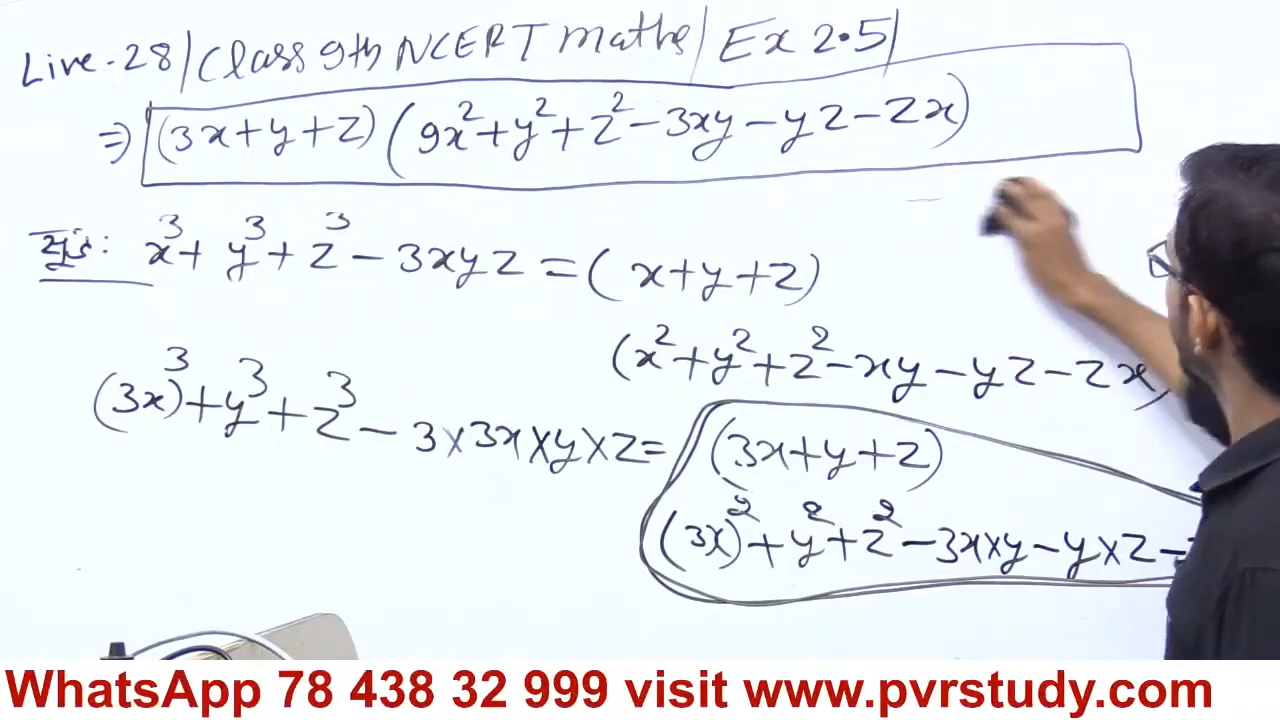 Live-28/Class 9th NCERT maths/Ex 2.5/
⇒ (3x+y+z) (9x²+y²+z²-3xy-yz-zx)
x³+y³+z³-3xyz=(x+y+z)
(x²+y²+z²-xy-yz-zx)
(3x)³+y³+z³-3×3x×y×z= (3x+y+z)
(3x)²+y²+z²-3x×y-y×z-
WhatsApp 78 438 32 999 visit www.pvrstudy.com